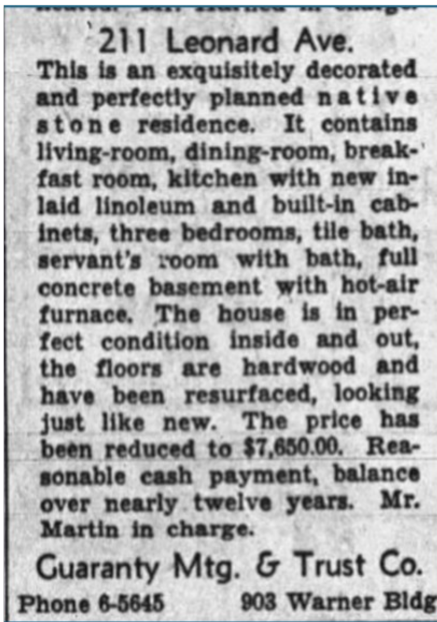 211 Leonard Ave.
This is an exquisitely decorated
and perfectly planned native
stone residence. It contains
living-room, dining-room, break-
fast room, kitchen with new in-
laid linoleum and built-in cab-
inets, three bedrooms, tile bath,
servant's room with bath, full
concrete basement with hot-air
furnace. The house is in per-
fect condition inside and out,
the floors are hardwood and
have been resurfaced, looking
just like new. The price has
been reduced to $7,650.00. Rea-
sonable cash payment, balance
over nearly twelve years. Mr.
Martin in charge.
Guaranty Mtg. & Trust Co.
Phone 6-5645 903 Warner Bldg